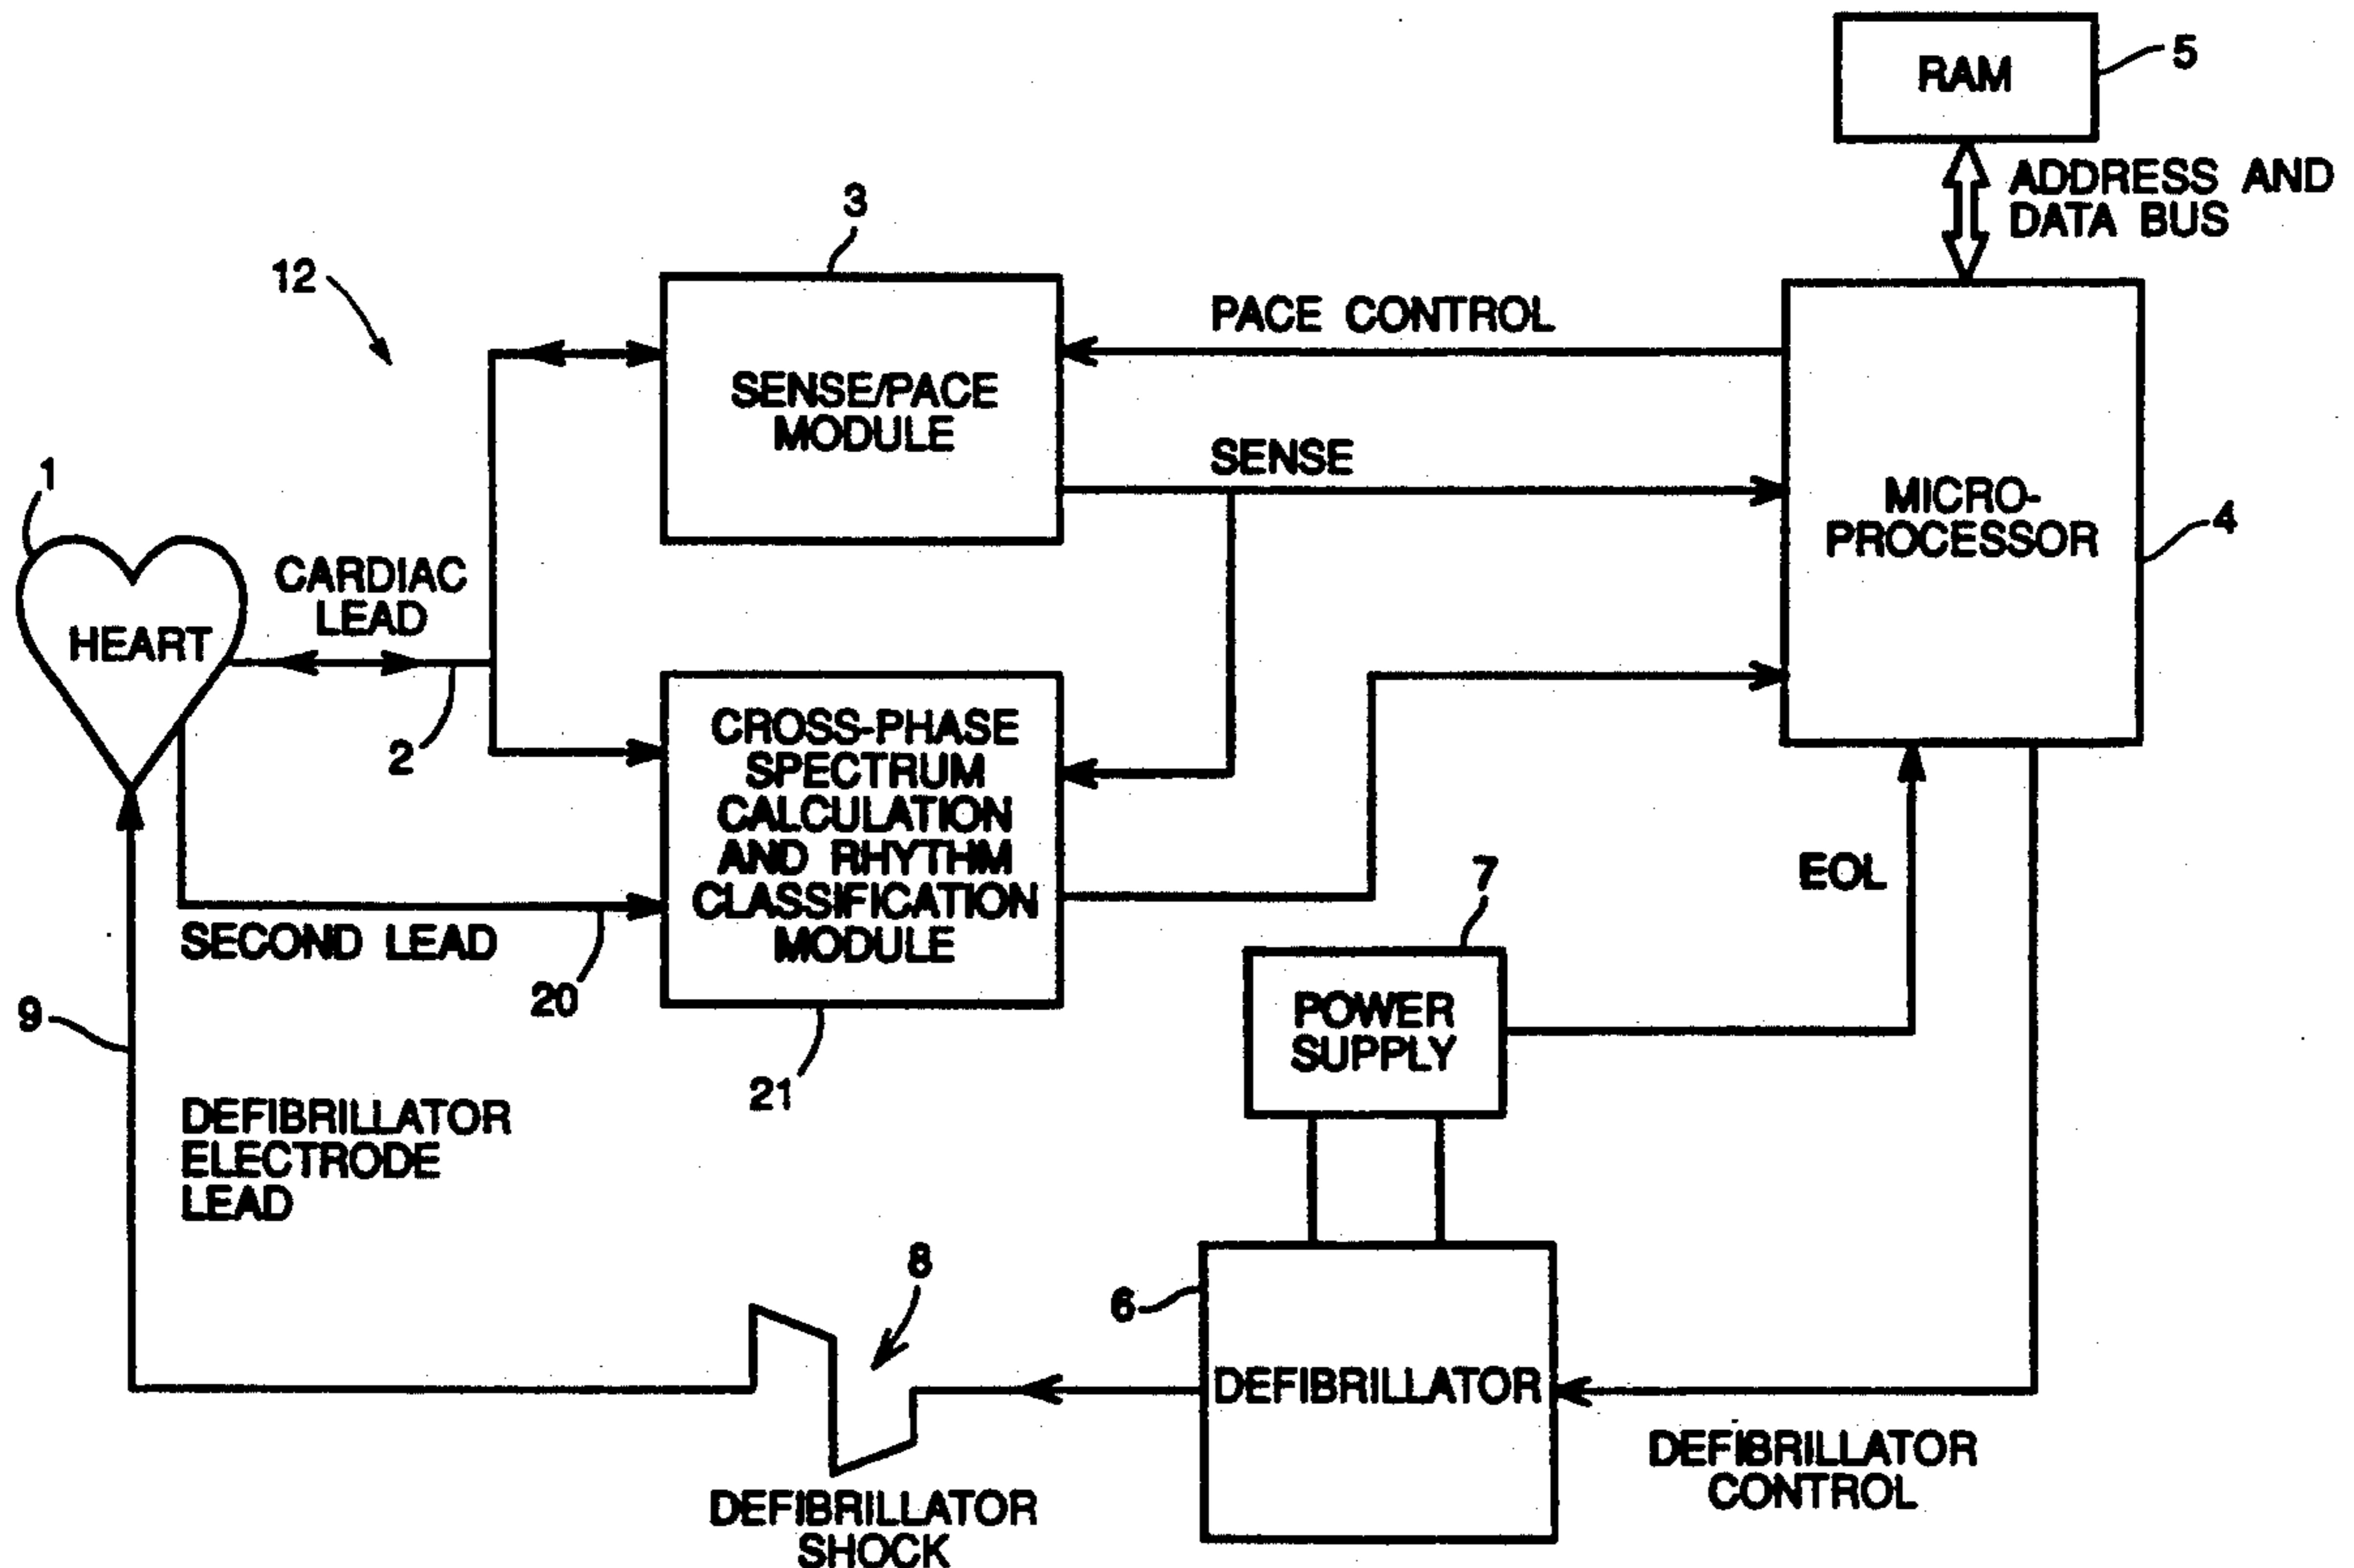 RAM
5
ADDRESS AND
DATA BUS
3
12
PACE CONTROL
SENSE/PACE
MODULE
SENSE
MICRO-
PROCESSOR
4
1
HEART
CARDIAC
LEAD
2
CROSS-PHASE
SPECTRUM
CALCULATION
AND RHYTHM
CLASSIFICATION
MODULE
21
SECOND LEAD
20
9
EOL
7
POWER
SUPPLY
DEFIBRILLATOR
ELECTRODE
LEAD
8
6
DEFIBRILLATOR
DEFIBRILLATOR
CONTROL
DEFIBRILLATOR
SHOCK